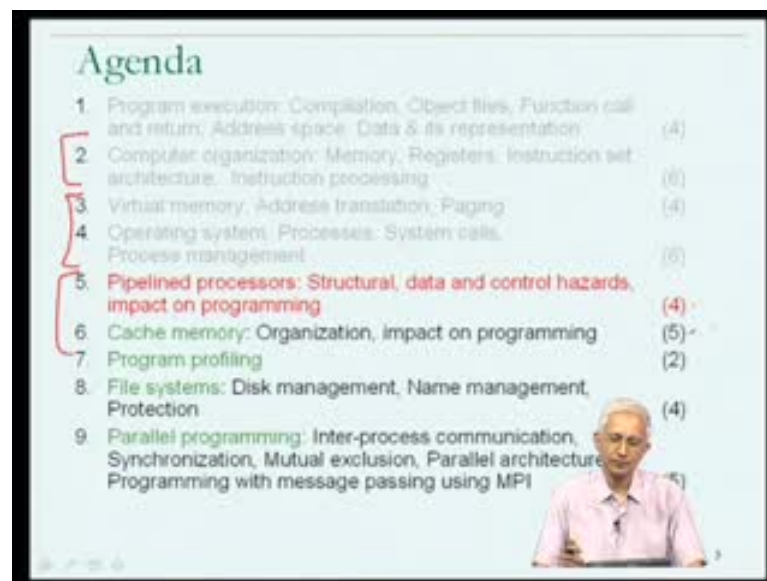 Agenda
1. Program execution: Compilation, Object files, Function call
and return, Address space, Data & its representation (4)
2. Computer organization: Memory, Registers, Instruction set
architecture, Instruction processing (6)
3. Virtual memory, Address translation, Paging (4)
4. Operating system, Processes, System calls,
Process management (6)
5. Pipelined processors: Structural, data and control hazards,
impact on programming (4)
6. Cache memory: Organization, impact on programming (5)
7. Program profiling (2)
8. File systems: Disk management, Name management,
Protection (4)
9. Parallel programming: Inter-process communication,
Synchronization, Mutual exclusion, Parallel architecture
Programming with message passing using MPI 5)